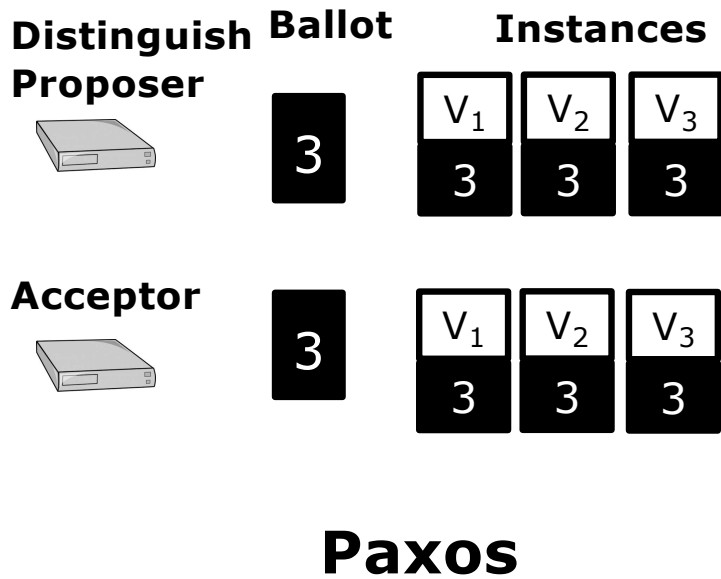 Distinguish Ballot Instances
Proposer
3
V1 V2 V3
3 3 3
Acceptor
3
V1 V2 V3
3 3 3
Paxos